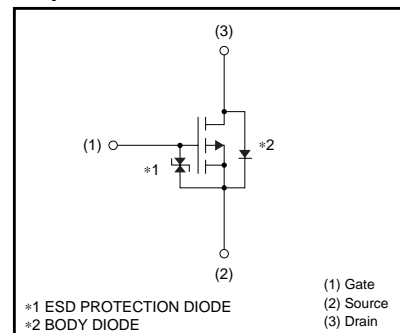 (3)
(1)
∗1
∗2
(2)
∗1 ESD PROTECTION DIODE
∗2 BODY DIODE
(1) Gate
(2) Source
(3) Drain